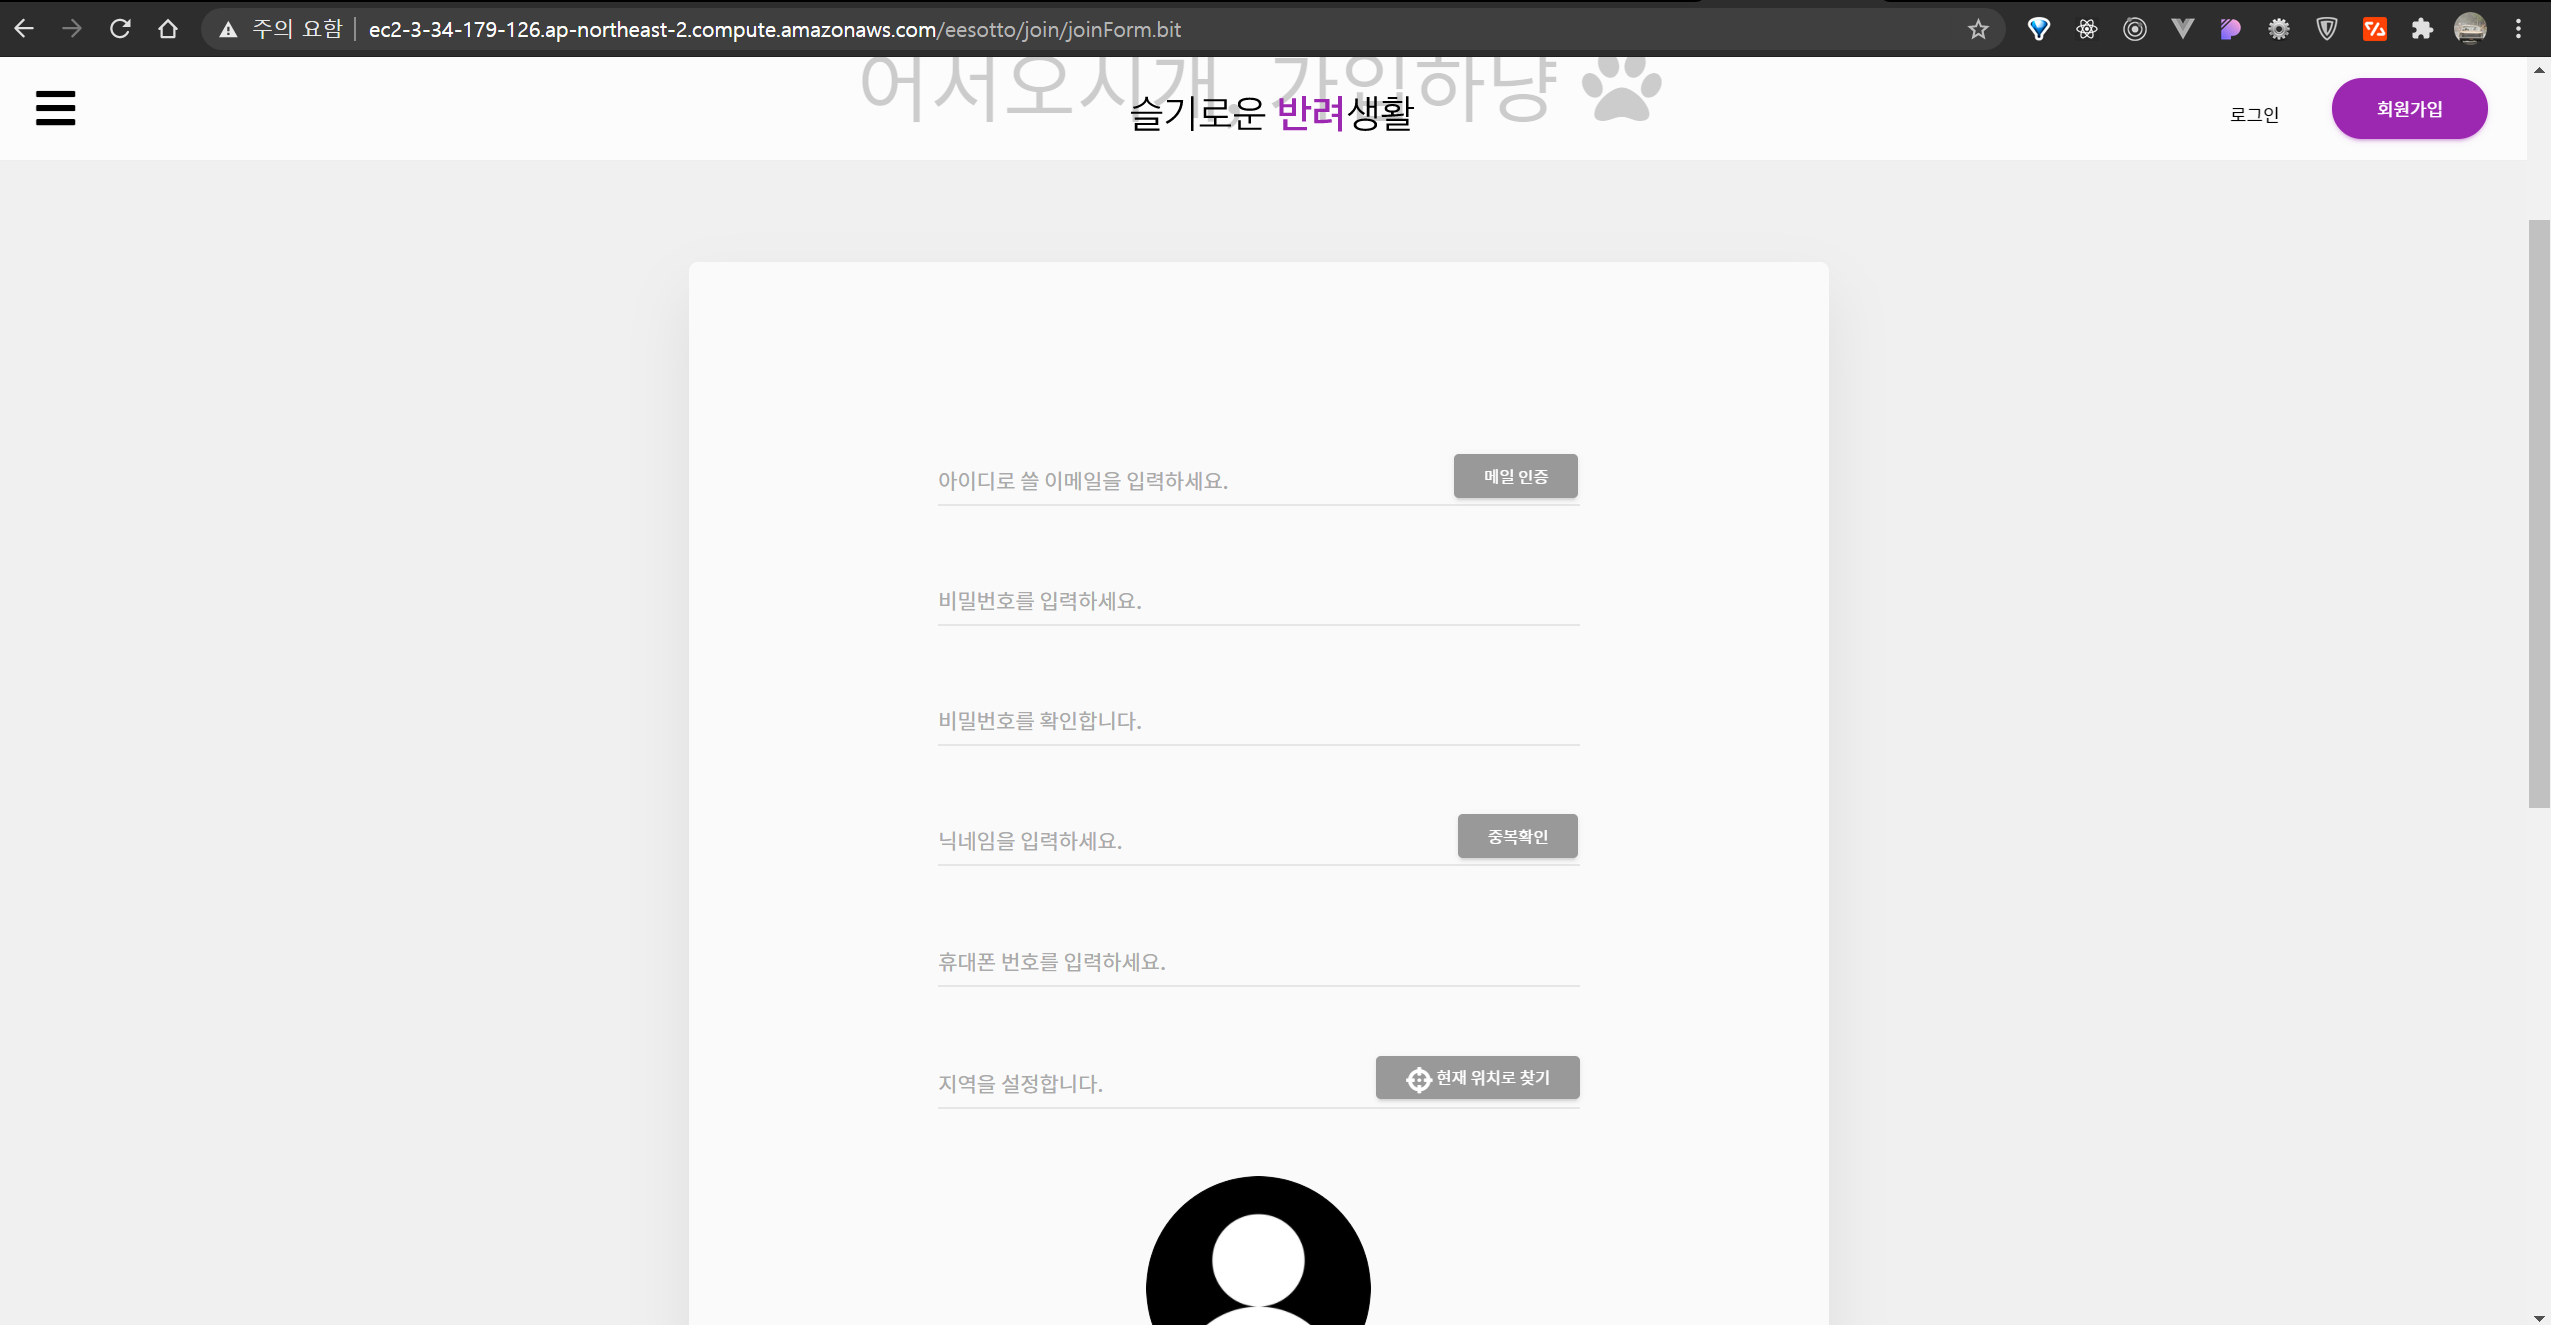 주의 요함 ec2-3-34-179-126.ap-northeast-2.compute.amazonaws.com/eesotto/join/joinForm.bit
어서오시개, 가입하냥
슬기로운 반려생활
로그인
회원가입
아이디로 쓸 이메일을 입력하세요.
메일 인증
비밀번호를 입력하세요.
비밀번호를 확인합니다.
닉네임을 입력하세요.
중복확인
휴대폰 번호를 입력하세요.
지역을 설정합니다.
현재 위치로 찾기